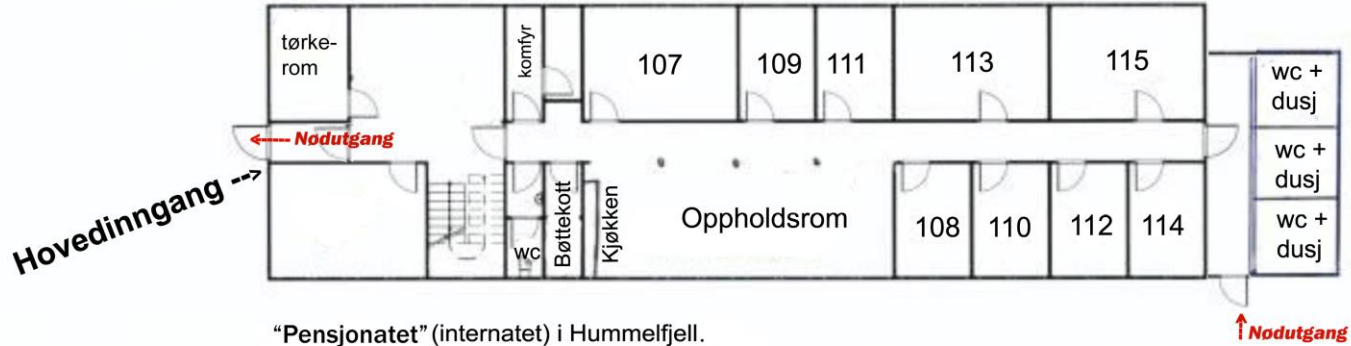 tørke-
rom
komfyr
107
109
111
113
115
wc +
dusj
Nødutgang
wc +
dusj
Hovedinngang
wc
Bøttekott
Kjøkken
Oppholdsrom
108
110
112
114
wc +
dusj
"Pensjonatet" (internatet) i Hummelfjell.
Nødutgang